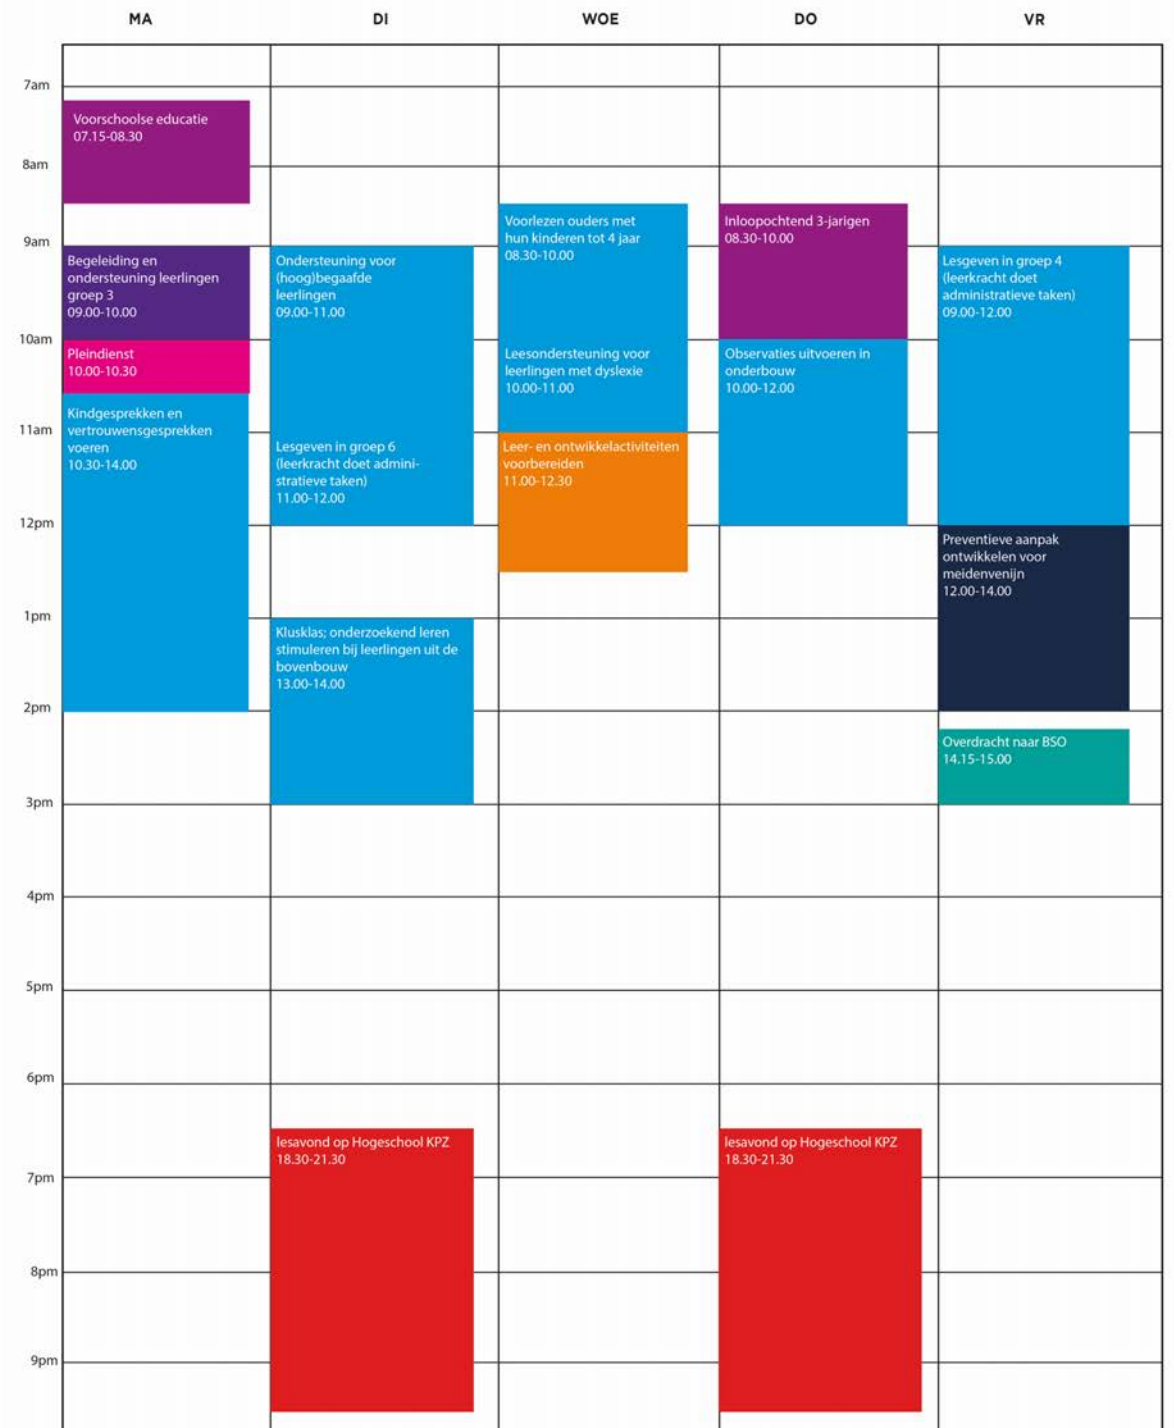 MA
DI
WOE
DO
VR
7am
8am
9am
10am
11am
12pm
1pm
2pm
3pm
4pm
5pm
6pm
7pm
8pm
9pm
Voorschoolse educatie
07.15-08.30
Begeleiding en
ondersteuning leerlingen
groep 3
09.00-10.00
Pleindienst
10.00-10.30
Kindgesprekken en
vertrouwensgesprekken
voeren
10.30-14.00
Ondersteuning voor
(hoog)begaafde
leerlingen
09.00-11.00
Lesgeven in groep 6
(leerkracht doet admini-
stratieve taken)
11.00-12.00
Klusklas; onderzoekend leren
stimuleren bij leerlingen uit de
bovenbouw
13.00-14.00
lesavond op Hogeschool KPZ
18.30-21.30
Voorlezen ouders met
hun kinderen tot 4 jaar
08.30-10.00
Leesondersteuning voor
leerlingen met dyslexie
10.00-11.00
Leer- en ontwikkelactiviteiten
voorbereiden
11.00-12.30
Inloopochtend 3-jarigen
08.30-10.00
Observaties uitvoeren in
onderbouw
10.00-12.00
lesavond op Hogeschool KPZ
18.30-21.30
Lesgeven in groep 4
(leerkracht doet
administratieve taken)
09.00-12.00
Preventieve aanpak
ontwikkelen voor
meidenvenijn
12.00-14.00
Overdracht naar BSO
14.15-15.00